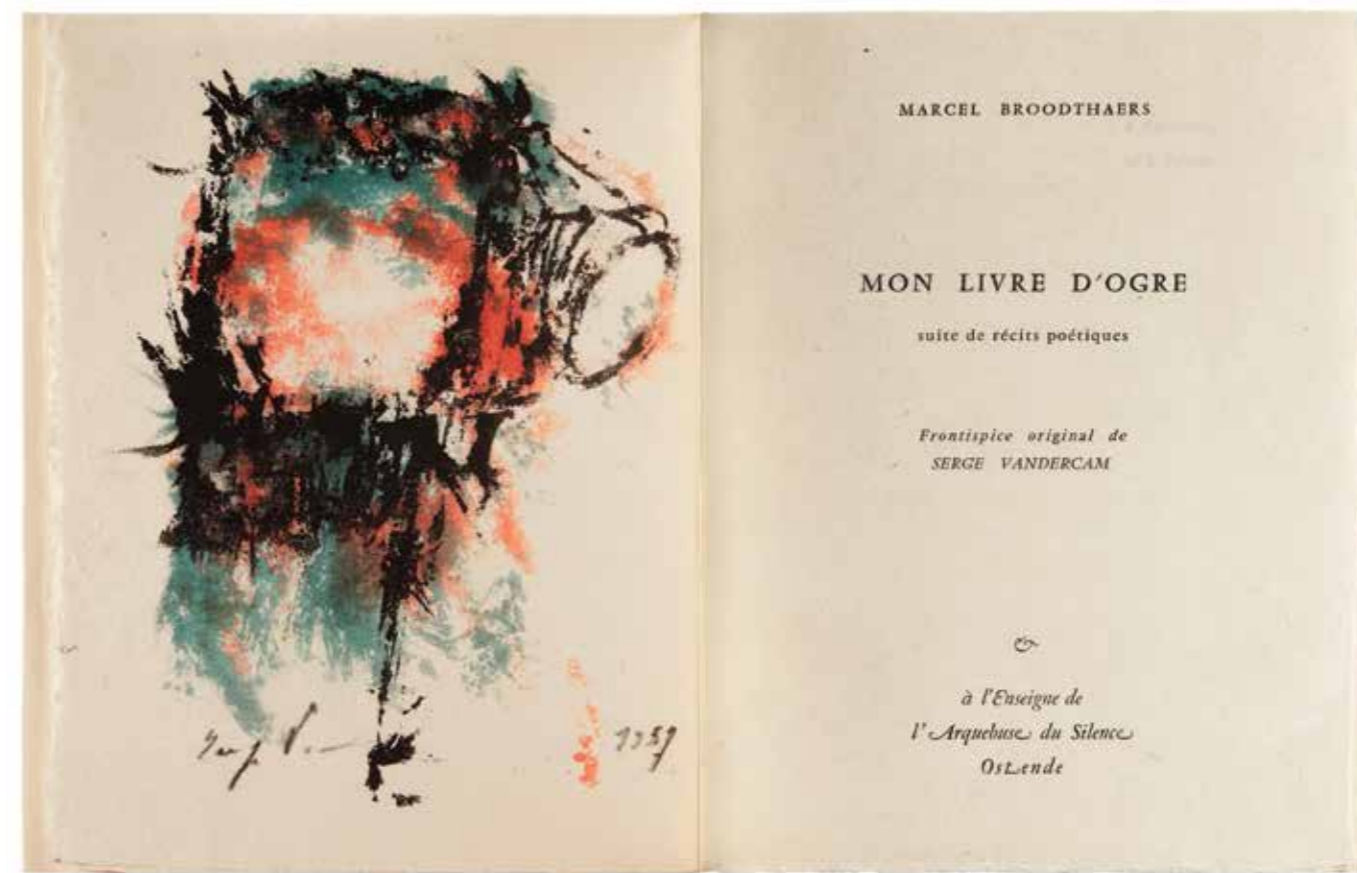 1957
MARCEL BROODTHAERS
MON LIVRE D'OGRE
suite de récits poétiques
Frontispice original de
SERGE VANDERCAM
à l'Enseigne de
l'Arquebuse du Silence
Ostende